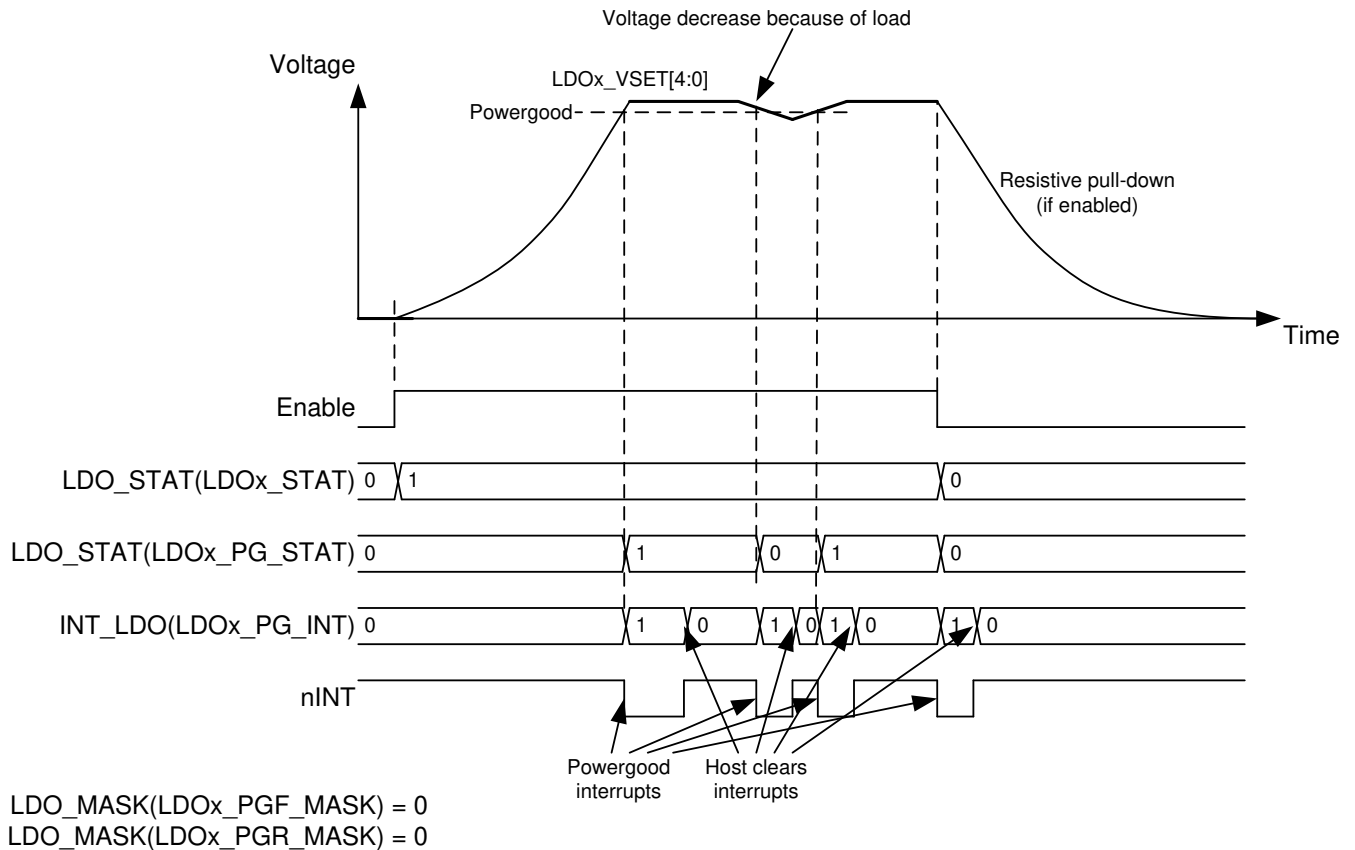 Voltage decrease because of load
Voltage
LDOx_VSET[4:0]
Powergood
Resistive pull-down
(if enabled)
Time
Enable
LDO_STAT(LDOx_STAT) 0 1 0
LDO_STAT(LDOx_PG_STAT) 0 1 0 1 0
INT_LDO(LDOx_PG_INT) 0 1 0 1 0 1 0 1 0
nINT
Powergood
interrupts
Host clears
interrupts
LDO_MASK(LDOx_PGF_MASK) = 0
LDO_MASK(LDOx_PGR_MASK) = 0